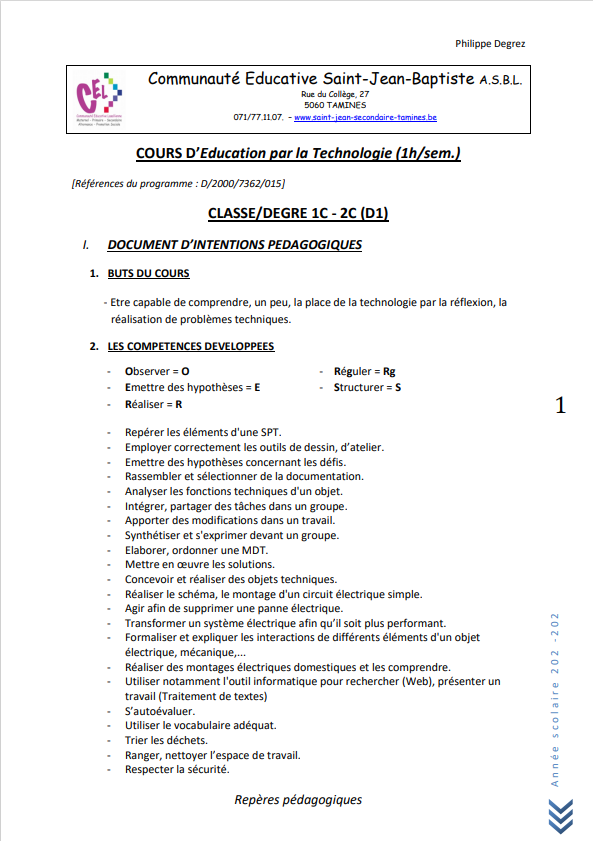 Philippe Degrez
CEL
Communauté Educative Saint-Jean-Baptiste A.S.B.L.
Rue du Collège, 27
5060 TAMINES
071/77.11.07. – www.saint-jean-secondaire-tamines.be
COURS D'Education par la Technologie (1h/sem.)
[Références du programme : D/2000/7362/015]
CLASSE/DEGRE 1C - 2C (D1)
I. DOCUMENT D'INTENTIONS PEDAGOGIQUES
1. BUTS DU COURS
- Etre capable de comprendre, un peu, la place de la technologie par la réflexion, la
réalisation de problèmes techniques.
2. LES COMPETENCES DEVELOPPEES
- Observer = O
- Emettre des hypothèses = E
- Réaliser = R
- Réguler = Rg
- Structurer = S
- Repérer les éléments d'une SPT.
- Employer correctement les outils de dessin, d'atelier.
- Emettre des hypothèses concernant les défis.
- Rassembler et sélectionner de la documentation.
- Analyser les fonctions techniques d'un objet.
- Intégrer, partager des tâches dans un groupe.
- Apporter des modifications dans un travail.
- Synthétiser et s'exprimer devant un groupe.
- Elaborer, ordonner une MDT.
- Mettre en œuvre les solutions.
- Concevoir et réaliser des objets techniques.
- Réaliser le schéma, le montage d'un circuit électrique simple.
- Agir afin de supprimer une panne électrique.
- Transformer un système électrique afin qu'il soit plus performant.
- Formaliser et expliquer les interactions de différents éléments d'un objet
électrique, mécanique,...
- Réaliser des montages électriques domestiques et les comprendre.
- Utiliser notamment l'outil informatique pour rechercher (Web), présenter un
travail (Traitement de textes)
- S'autoévaluer.
- Utiliser le vocabulaire adéquat.
- Trier les déchets.
- Ranger, nettoyer l'espace de travail.
- Respecter la sécurité.
Repères pédagogiques
1
Année scolaire 202 -202